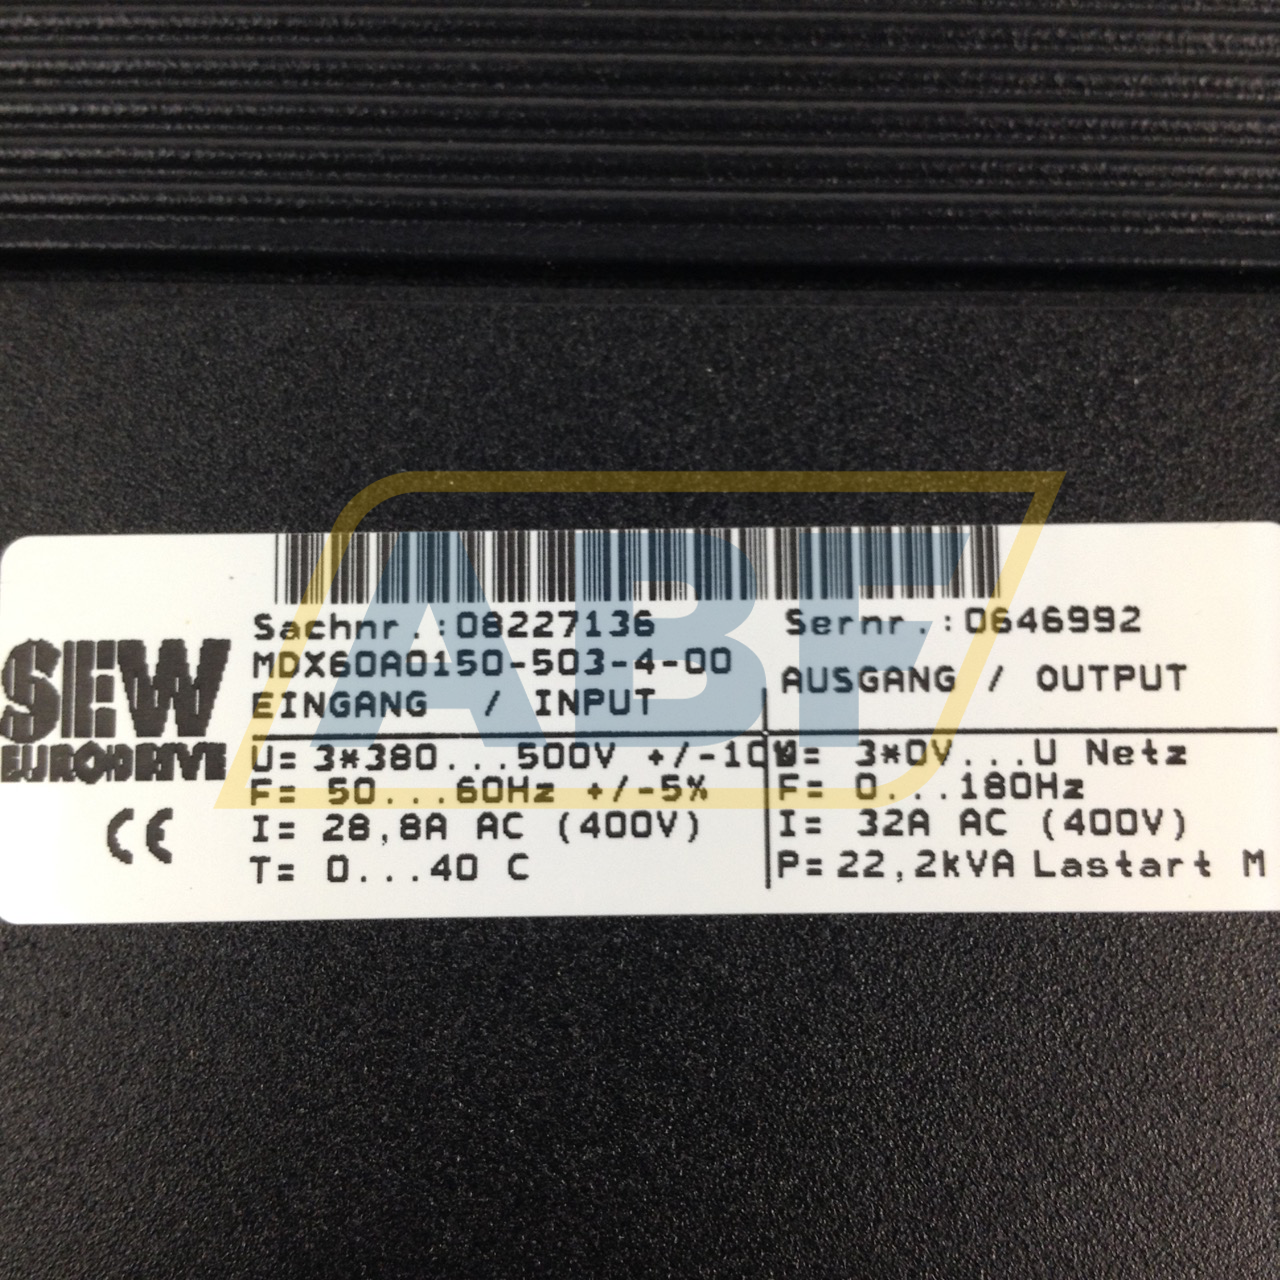 Sachnr.:08227136
Sernr.:0646992
MDX60A0150-503-4-00
EINGANG / INPUT
AUSGANG / OUTPUT
SEW
EURODRIVE
U= 3*380...500V +/-10
U= 3*0V...U Netz
F= 50...60Hz +/-5%
F= 0...180Hz
I= 28,8A AC (400V)
I= 32A AC (400V)
CE
T= 0...40 C
P= 22,2kVA Lastart M
ABF